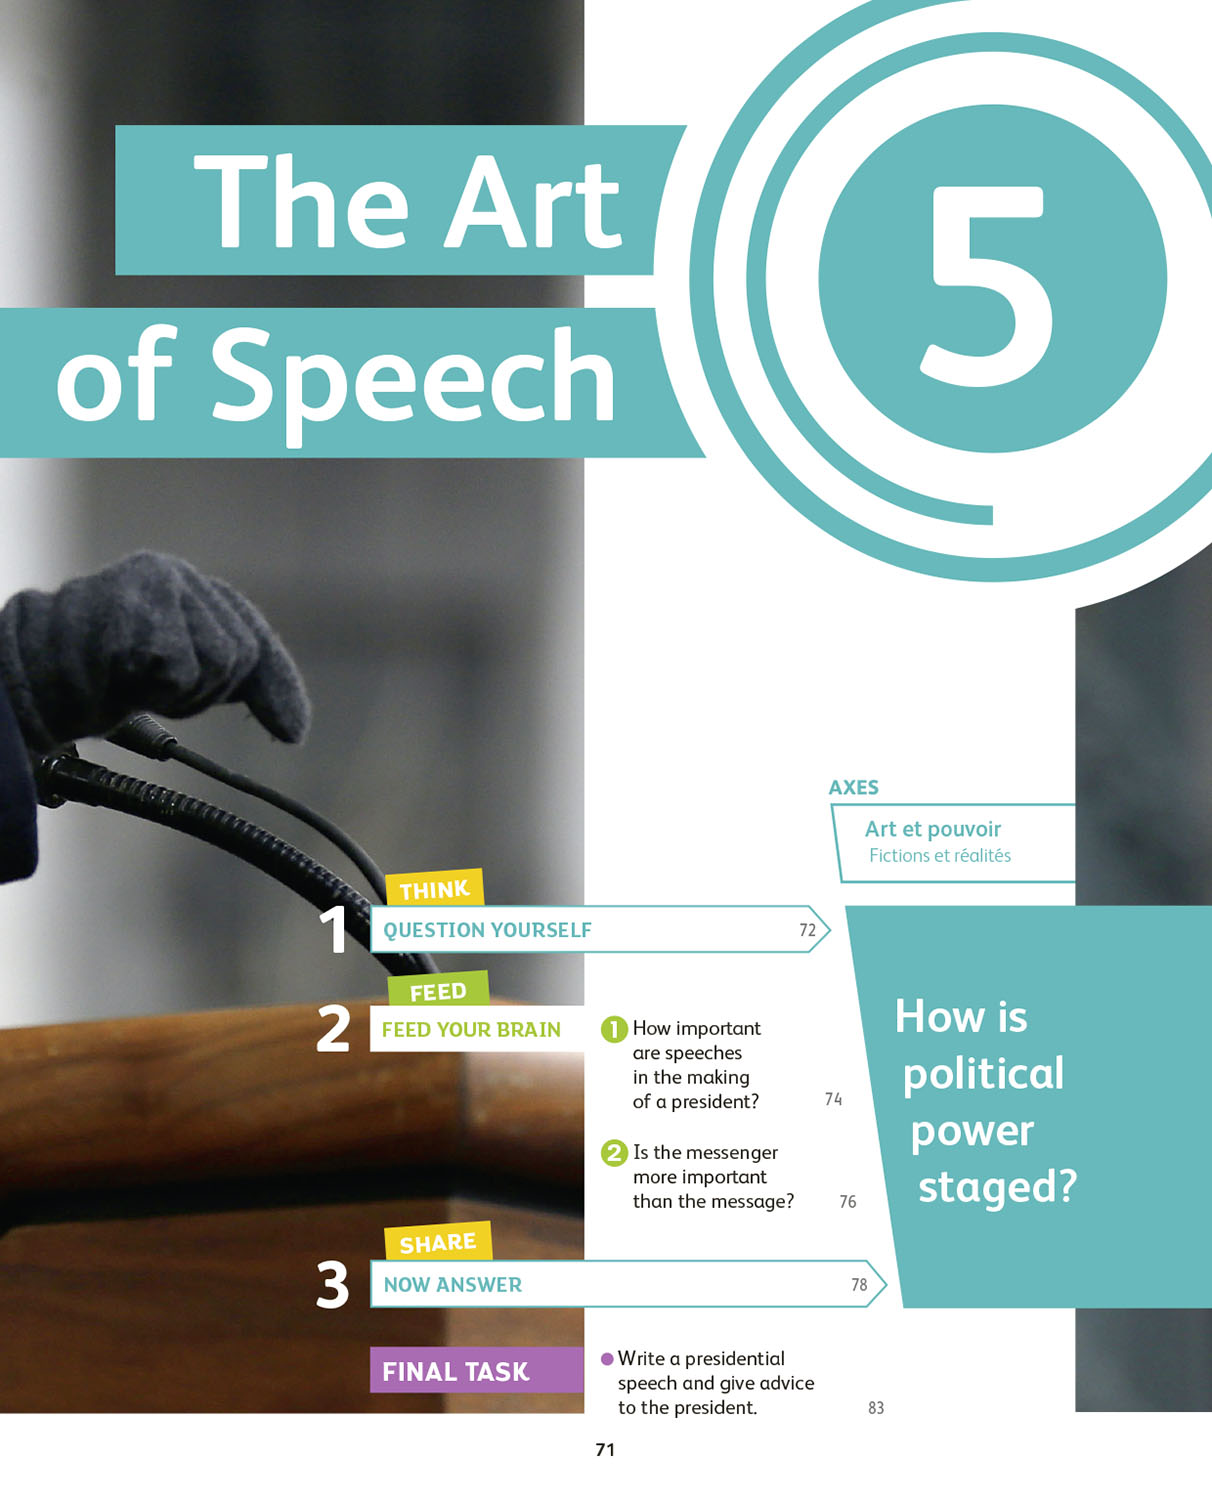 The Art
of Speech
5
AXES
Art et pouvoir
Fictions et réalités
THINK
1
QUESTION YOURSELF
72
FEED
2
FEED YOUR BRAIN
1 How important
are speeches
in the making
of a president?
74
2 Is the messenger
more important
than the message?
76
How is
political
power
staged?
SHARE
3
NOW ANSWER
78
FINAL TASK
Write a presidential
speech and give advice
to the president.
83
71